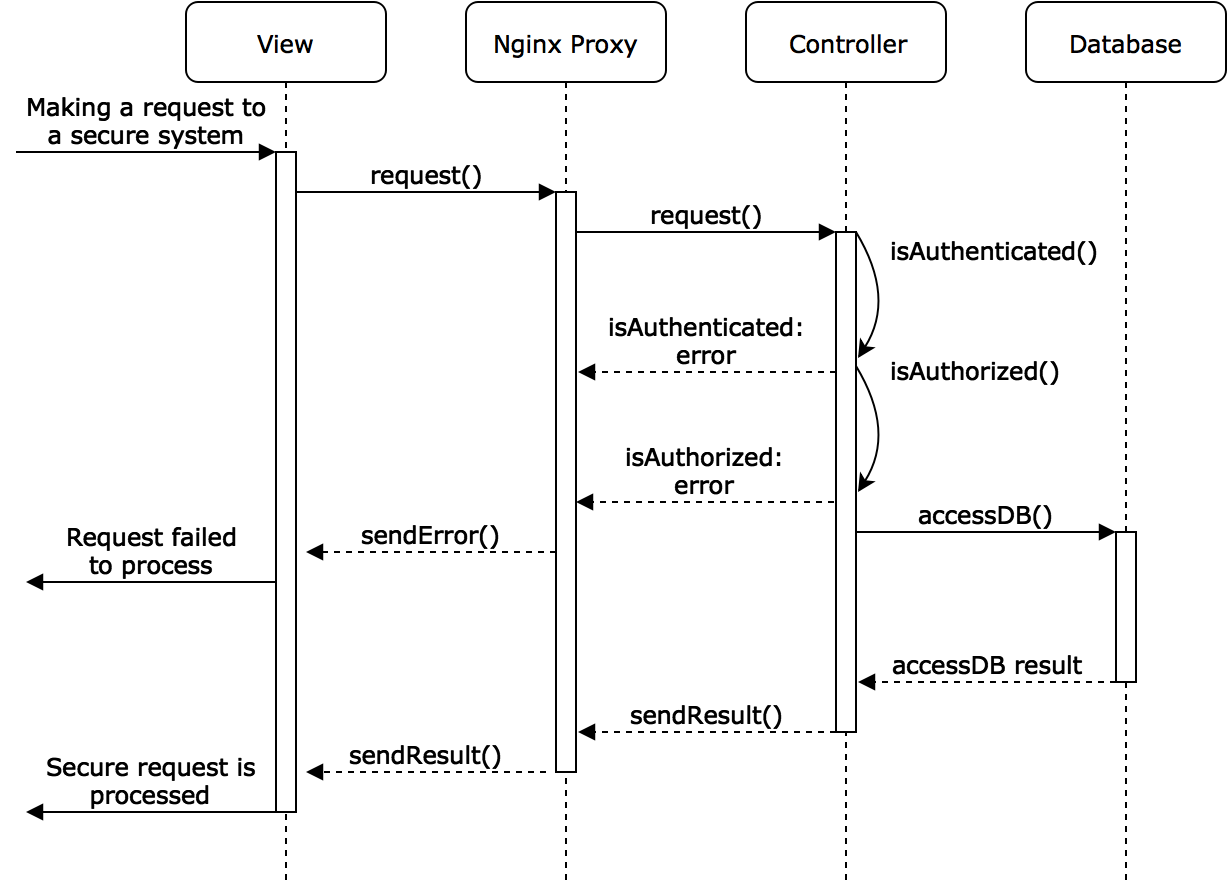 View
Nginx Proxy
Controller
Database
Making a request to
a secure system
request()
request()
isAuthenticated()
isAuthenticated:
error
isAuthorized()
isAuthorized:
error
accessDB()
sendError()
Request failed
to process
accessDB result
sendResult()
sendResult()
Secure request is
processed